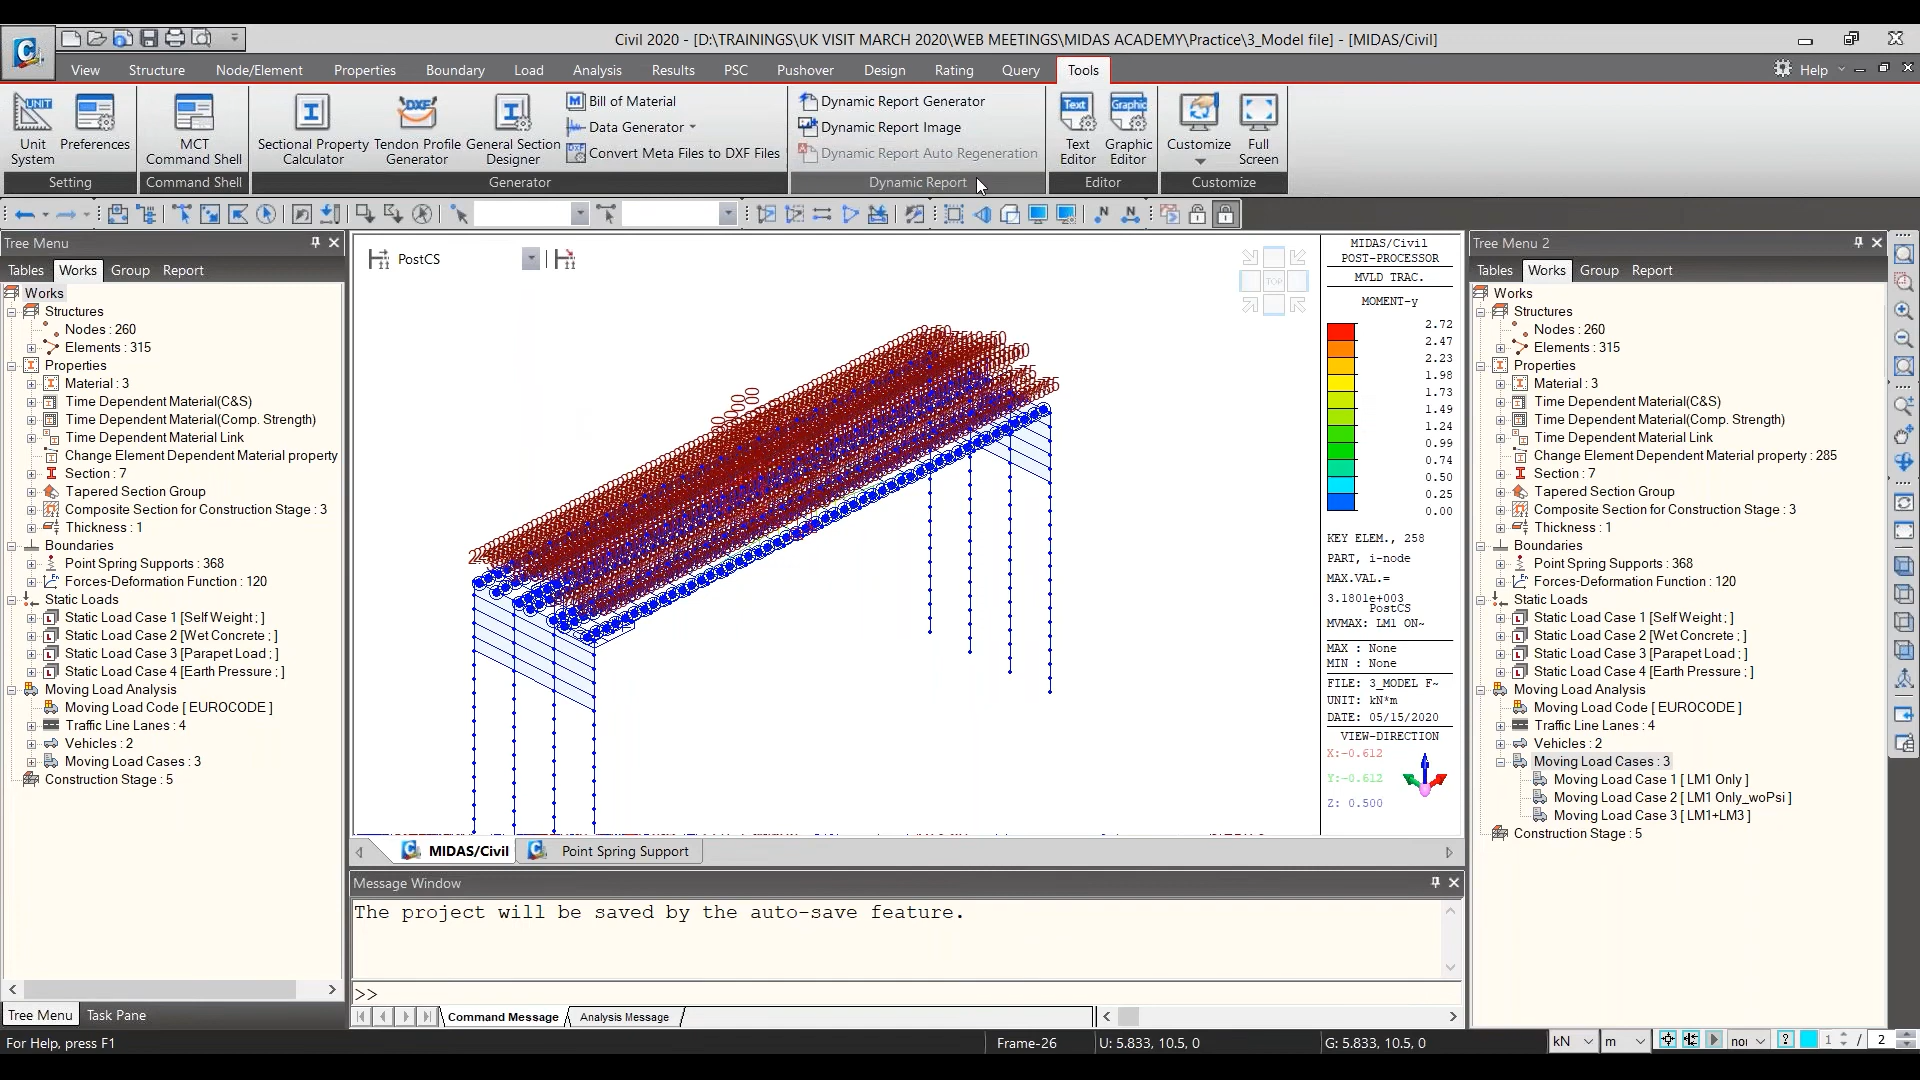 Civil 2020 - [D:\TRAININGS\UK VISIT MARCH 2020\WEB MEETINGS\MIDAS ACADEMY\Practice\3_Model file] - [MIDAS/Civil]
View Structure Node/Element Properties Boundary Load Analysis Results PSC Pushover Design Rating Query Tools Help
Unit System
Preferences
Setting
MCT Command Shell
Command Shell
Sectional Property Calculator
Tendon Profile Generator
General Section Designer
Bill of Material
Data Generator
Convert Meta Files to DXF Files
Generator
Dynamic Report Generator
Dynamic Report Image
Dynamic Report Auto Regeneration
Dynamic Report
Text Editor
Graphic Editor
Editor
Customize
Full Screen
Customize
Tree Menu
Tables Works Group Report
Works
Structures
Nodes : 260
Elements : 315
Properties
Material : 3
Time Dependent Material(C&S)
Time Dependent Material(Comp. Strength)
Time Dependent Material Link
Change Element Dependent Material property
Section : 7
Tapered Section Group
Composite Section for Construction Stage : 3
Thickness : 1
Boundaries
Point Spring Supports : 368
Forces-Deformation Function : 120
Static Loads
Static Load Case 1 [Self Weight ; ]
Static Load Case 2 [Wet Concrete ; ]
Static Load Case 3 [Parapet Load ; ]
Static Load Case 4 [Earth Pressure ; ]
Moving Load Analysis
Moving Load Code [ EUROCODE ]
Traffic Line Lanes : 4
Vehicles : 2
Moving Load Cases : 3
Construction Stage : 5
Tree Menu Task Pane
PostCS
TOP
MIDAS/Civil
POST-PROCESSOR
MVLD TRAC.
MOMENT-y
2.72
2.47
2.23
1.98
1.73
1.49
1.24
0.99
0.74
0.50
0.25
0.00
KEY ELEM., 258
PART, i-node
MAX.VAL.=
3.1801e+003
PostCS
MVMAX: LM1 ON~
MAX : None
MIN : None
FILE: 3_MODEL F~
UNIT: kN*m
DATE: 05/15/2020
VIEW-DIRECTION
X:-0.612
Y:-0.612
Z: 0.500
MIDAS/Civil Point Spring Support
Message Window
The project will be saved by the auto-save feature.
>>
Command Message Analysis Message
Tree Menu 2
Tables Works Group Report
Works
Structures
Nodes : 260
Elements : 315
Properties
Material : 3
Time Dependent Material(C&S)
Time Dependent Material(Comp. Strength)
Time Dependent Material Link
Change Element Dependent Material property : 285
Section : 7
Tapered Section Group
Composite Section for Construction Stage : 3
Thickness : 1
Boundaries
Point Spring Supports : 368
Forces-Deformation Function : 120
Static Loads
Static Load Case 1 [Self Weight ; ]
Static Load Case 2 [Wet Concrete ; ]
Static Load Case 3 [Parapet Load ; ]
Static Load Case 4 [Earth Pressure ; ]
Moving Load Analysis
Moving Load Code [ EUROCODE ]
Traffic Line Lanes : 4
Vehicles : 2
Moving Load Cases : 3
Moving Load Case 1 [ LM1 Only ]
Moving Load Case 2 [ LM1 Only_woPsi ]
Moving Load Case 3 [ LM1+LM3 ]
Construction Stage : 5
For Help, press F1
Frame-26
U: 5.833, 10.5, 0
G: 5.833, 10.5, 0
kN m 1 / 2